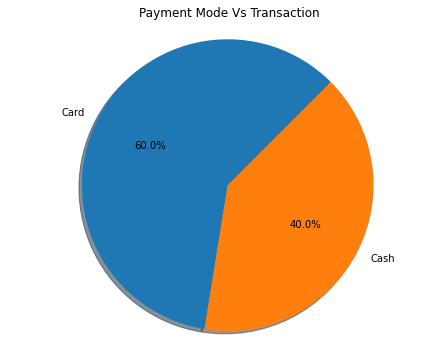 Payment Mode Vs Transaction
Card
60.0%
40.0%
Cash